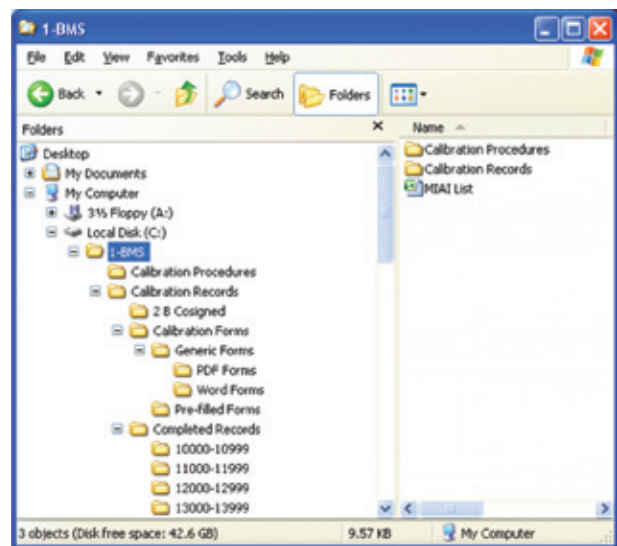 1-BMS
File Edit View Favorites Tools Help
Back Search Folders
Folders
Name
Desktop
My Documents
My Computer
3½ Floppy (A:)
Local Disk (C:)
1-BMS
Calibration Procedures
Calibration Records
2 B Cosigned
Calibration Forms
Generic Forms
PDF Forms
Word Forms
Pre-filled Forms
Completed Records
10000-10999
11000-11999
12000-12999
13000-13999
Calibration Procedures
Calibration Records
MIAI List
3 objects (Disk free space: 42.6 GB) 9.57 KB My Computer